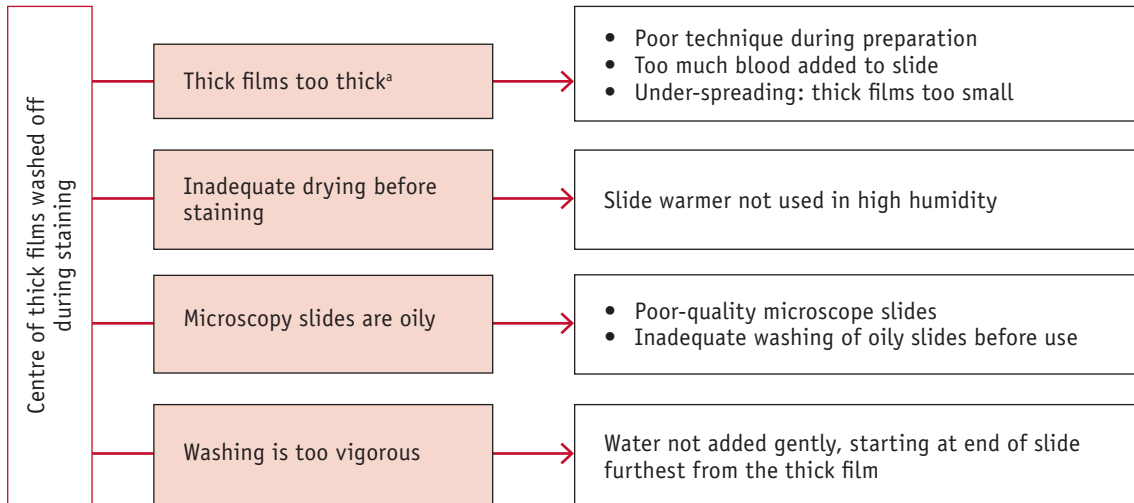 Centre of thick films washed off
during staining
Thick films too thickᵃ
• Poor technique during preparation
• Too much blood added to slide
• Under-spreading: thick films too small
Inadequate drying before
staining
Slide warmer not used in high humidity
Microscopy slides are oily
• Poor-quality microscope slides
• Inadequate washing of oily slides before use
Washing is too vigorous
Water not added gently, starting at end of slide
furthest from the thick film